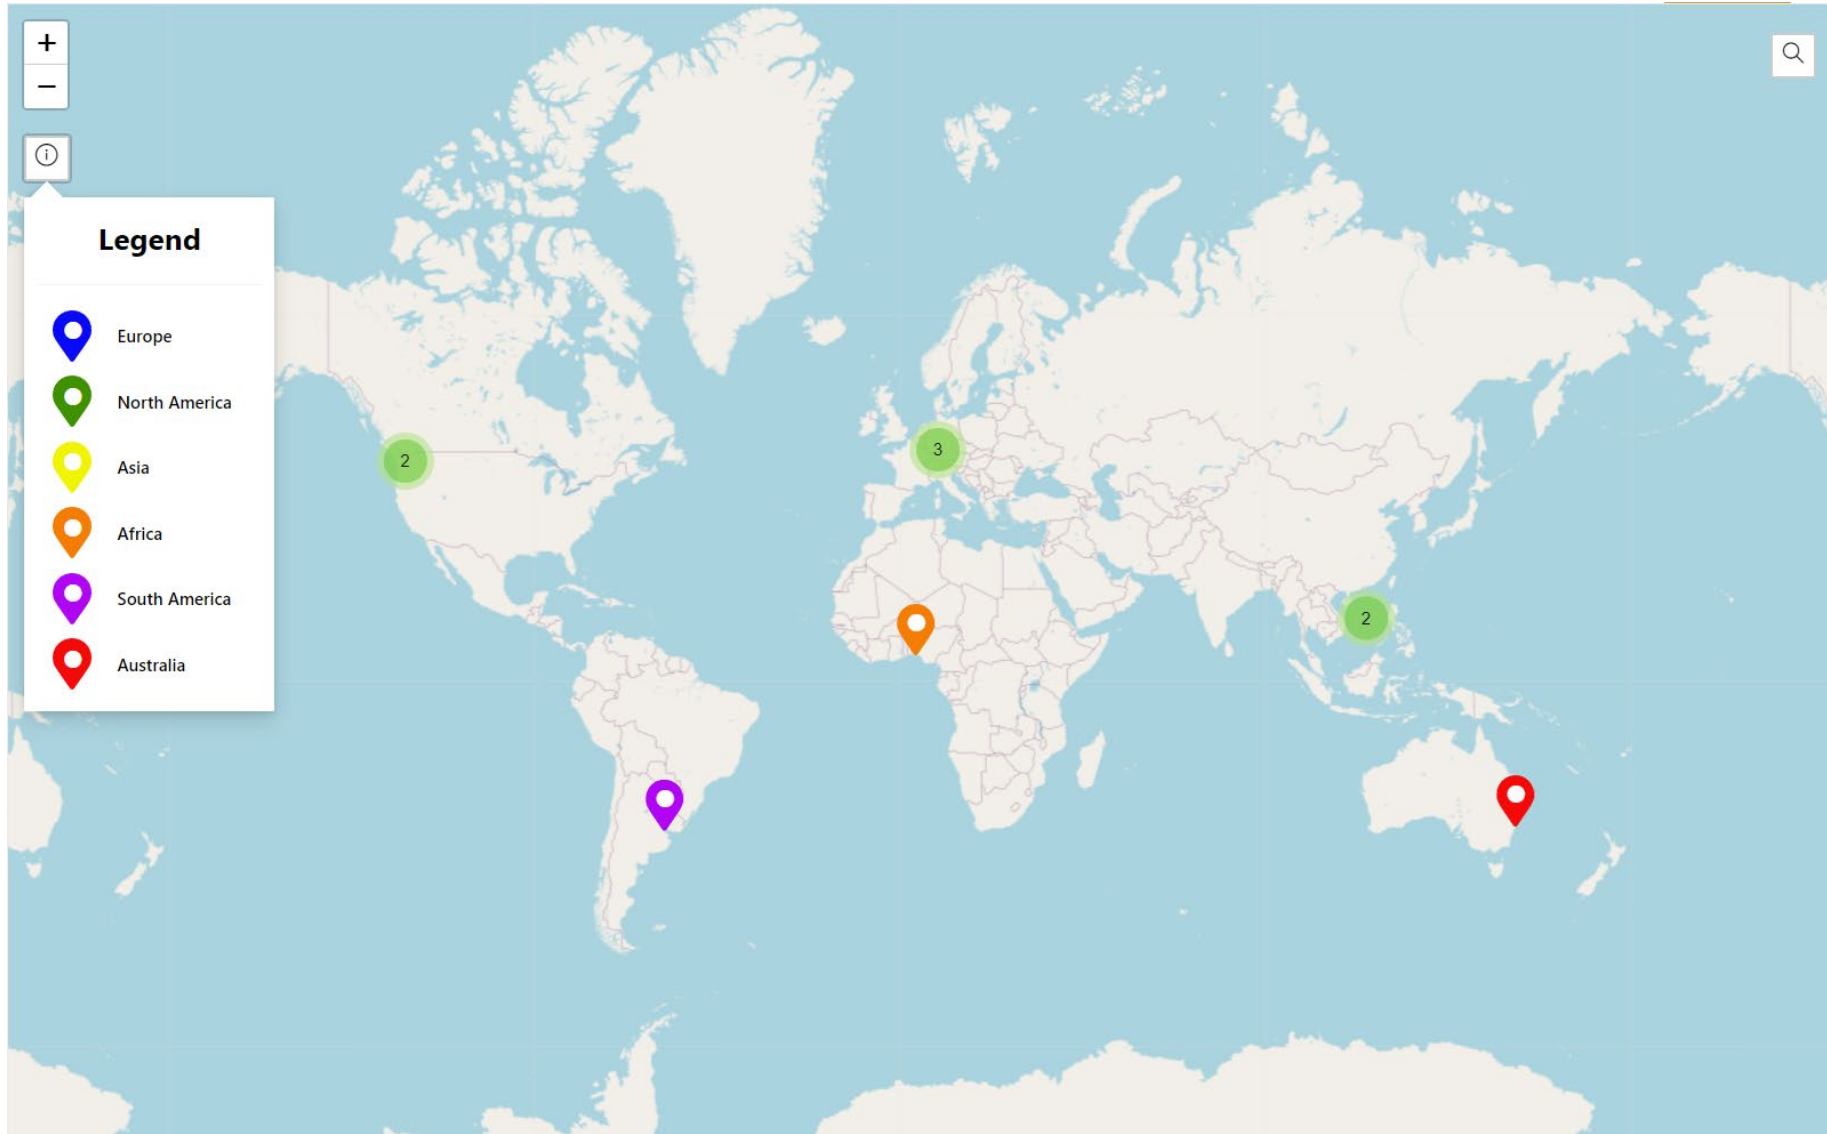 +
−
Legend
Europe
North America
Asia
Africa
South America
Australia
2
3
2